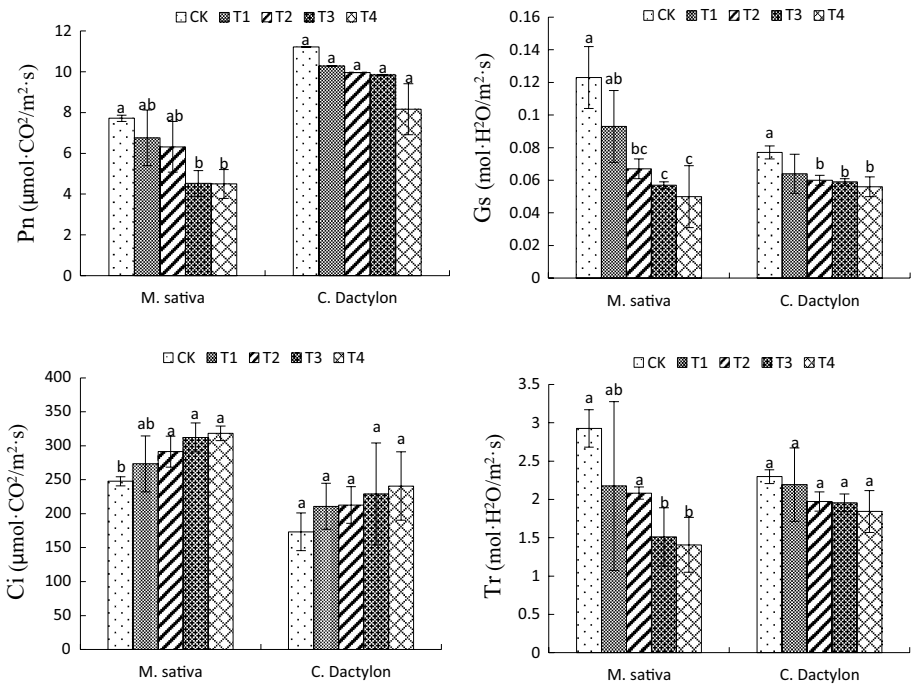 CK T1 T2 T3 T4
Pn (μmol·CO²/m²·s)
12
10
8
6
4
2
0
a ab ab b b
a a a a a
M. sativa C. Dactylon
CK T1 T2 T3 T4
Gs (mol·H²O/m²·s)
0.16
0.14
0.12
0.1
0.08
0.06
0.04
0.02
0
a ab bc c c
a b b b
M. sativa C. Dactylon
CK T1 T2 T3 T4
Ci (μmol·CO²/m²·s)
400
350
300
250
200
150
100
50
0
b ab a a a
a a a a a
M. sativa C. Dactylon
CK T1 T2 T3 T4
Tr (mol·H²O/m²·s)
3.5
3
2.5
2
1.5
1
0.5
0
a ab a b b
a a a a a
M. sativa C. Dactylon